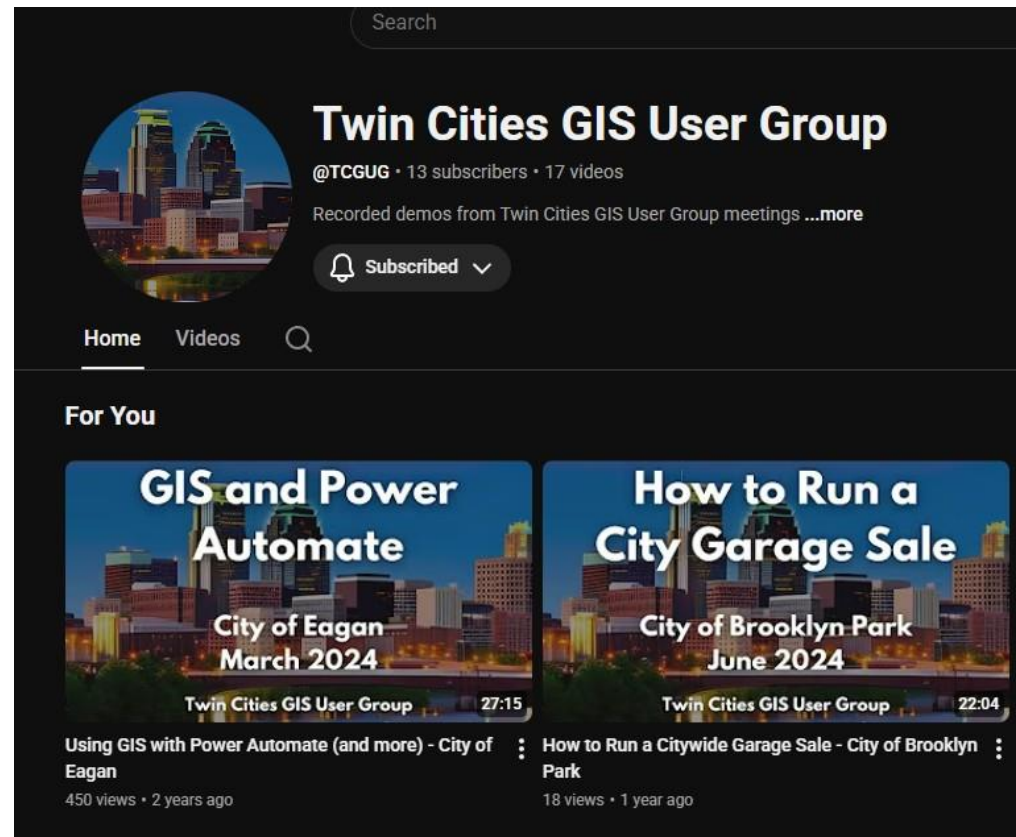 Search
Twin Cities GIS User Group
@TCGUG • 13 subscribers • 17 videos
Recorded demos from Twin Cities GIS User Group meetings ...more
Subscribed
Home Videos
For You
GIS and Power
Automate
City of Eagan
March 2024
Twin Cities GIS User Group
27:15
Using GIS with Power Automate (and more) - City of
Eagan
450 views • 2 years ago
How to Run a
City Garage Sale
City of Brooklyn Park
June 2024
Twin Cities GIS User Group
22:04
How to Run a Citywide Garage Sale - City of Brooklyn
Park
18 views • 1 year ago